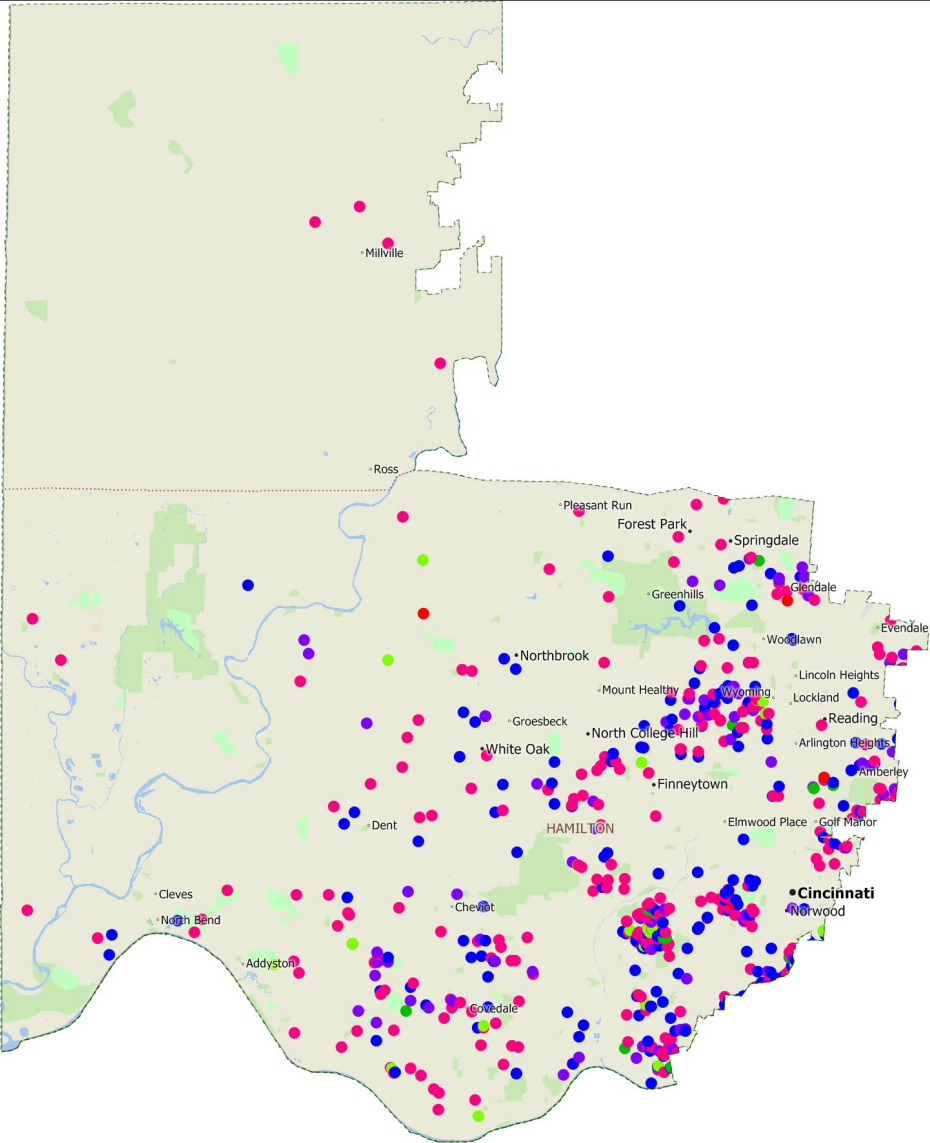 Millville
Ross
Pleasant Run
Forest Park
Springdale
Glendale
Greenhills
Evendale
Woodlawn
Northbrook
Lincoln Heights
Mount Healthy
Wyoming
Lockland
Groesbeck
Reading
North College Hill
Arlington Heights
White Oak
Amberley
Finneytown
Dent
HAMILTON
Elmwood Place
Golf Manor
Cleves
Cincinnati
Cheviot
Norwood
North Bend
Addyston
Covedale